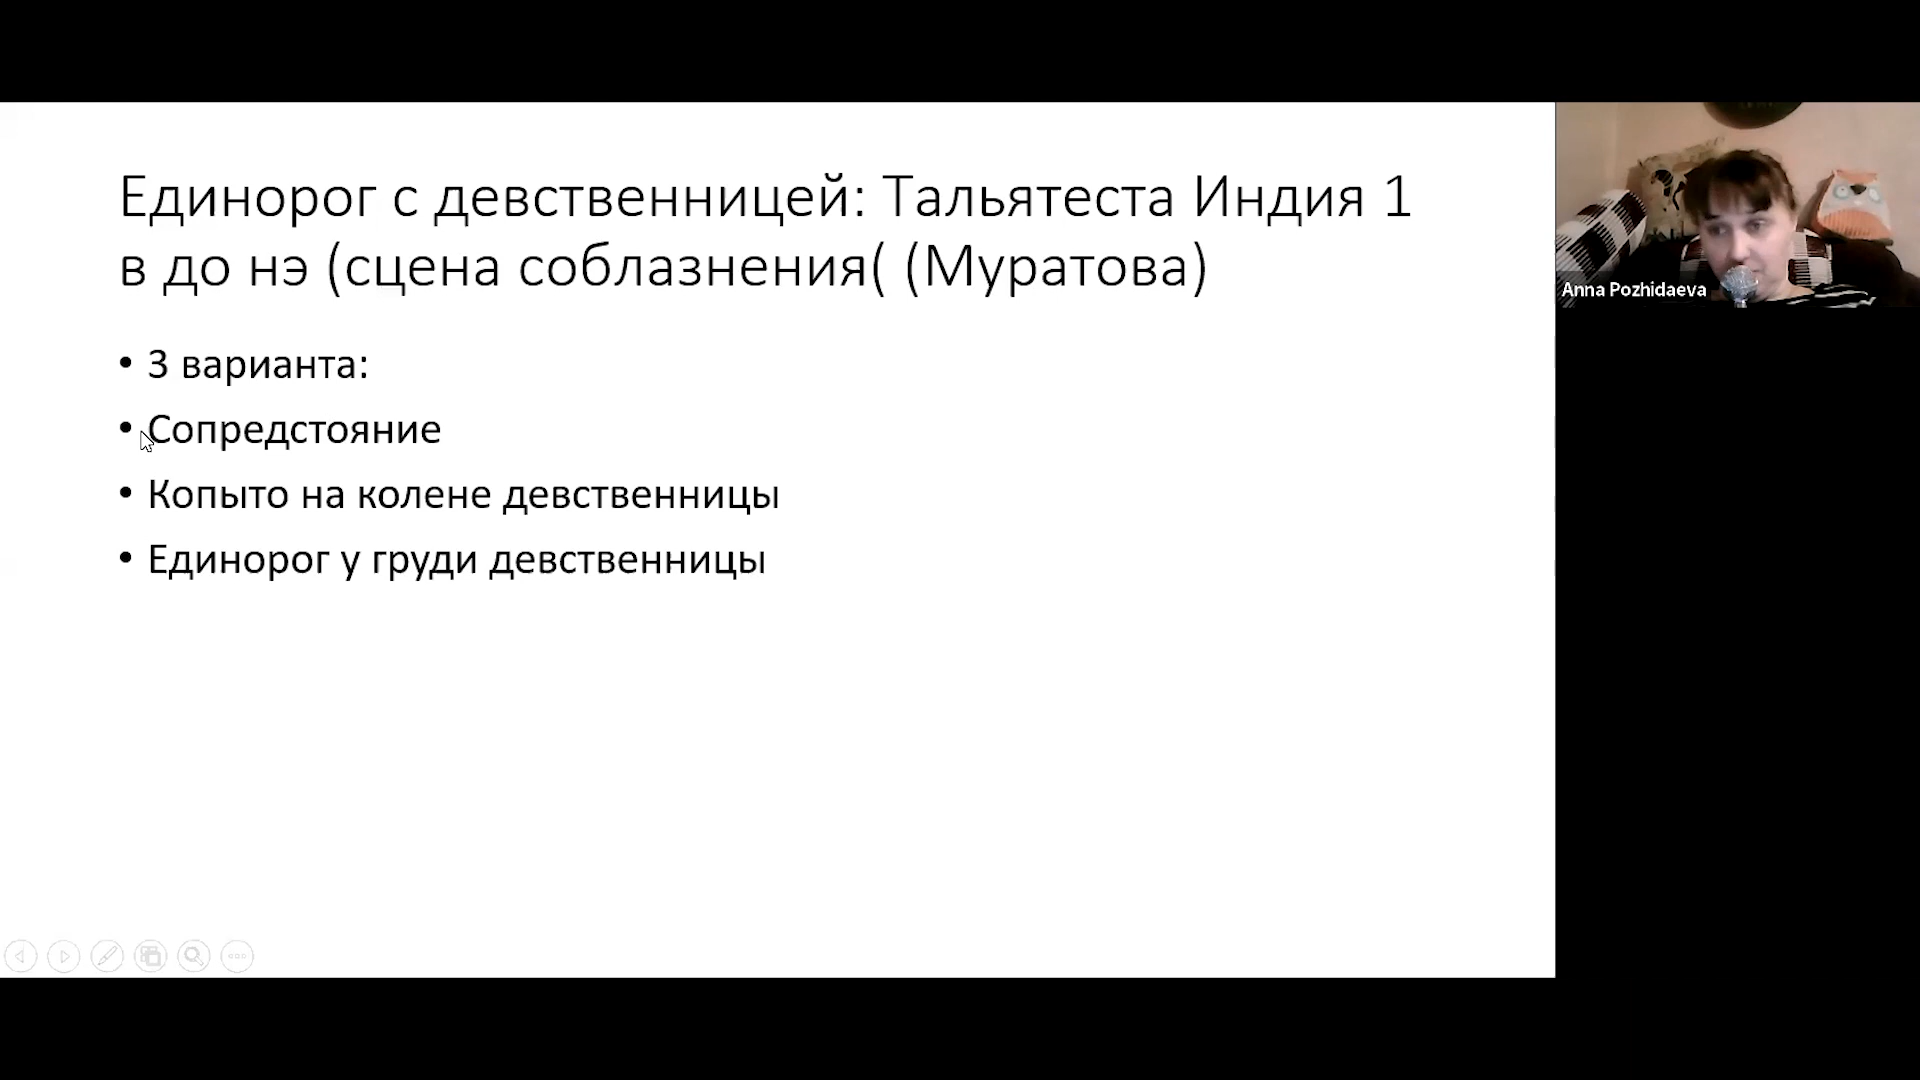 Единорог с девственницей: Тальятеста Индия 1
в до нэ (сцена соблазнения( (Муратова)
• 3 варианта:
• Сопредстояние
• Копыто на колене девственницы
• Единорог у груди девственницы
Anna Pozhidaeva